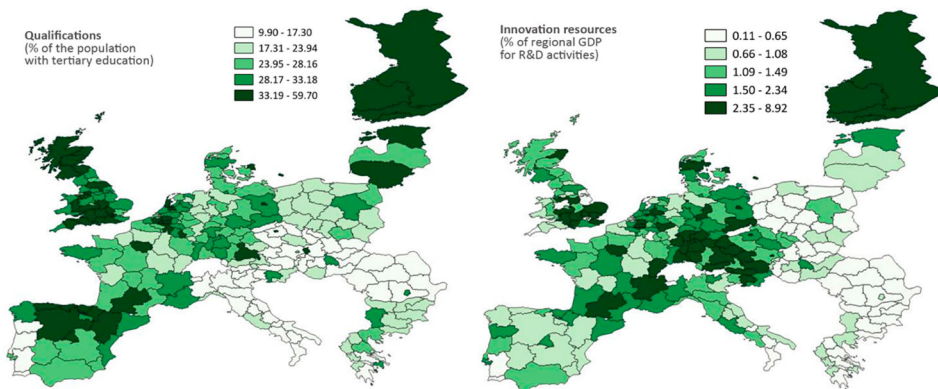 Qualifications
(% of the population
with tertiary education)
9.90 - 17.30
17.31 - 23.94
23.95 - 28.16
28.17 - 33.18
33.19 - 59.70
Innovation resources
(% of regional GDP
for R&D activities)
0.11 - 0.65
0.66 - 1.08
1.09 - 1.49
1.50 - 2.34
2.35 - 8.92